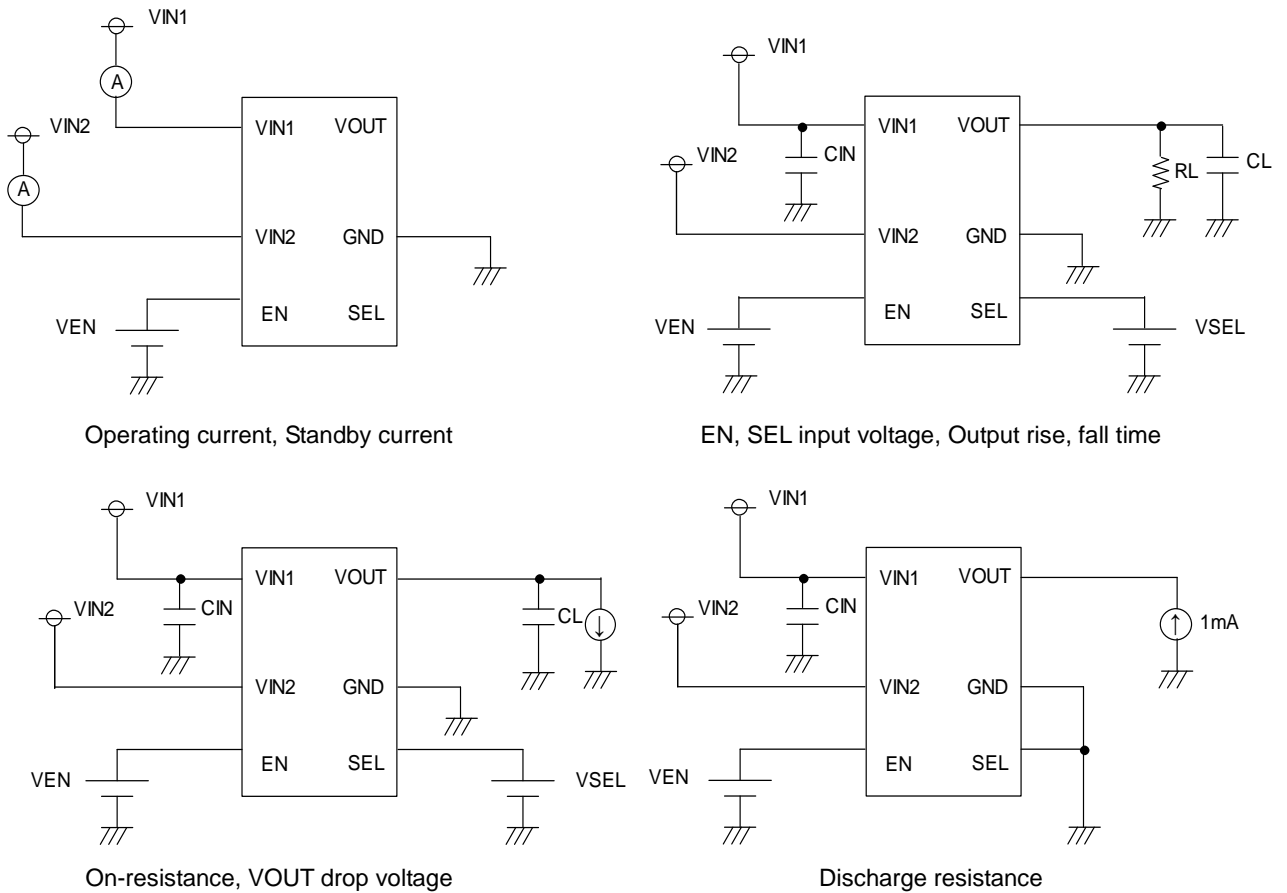 VIN1
A
VIN2
A
VIN1 VOUT
VIN2 GND
EN SEL
VEN
Operating current, Standby current
VIN1
VIN2
CIN
VIN1 VOUT
RL
CL
VIN2 GND
EN SEL
VEN
VSEL
EN, SEL input voltage, Output rise, fall time
VIN1
VIN2
CIN
VIN1 VOUT
CL
VIN2 GND
EN SEL
VEN
VSEL
On-resistance, VOUT drop voltage
VIN1
VIN2
CIN
VIN1 VOUT
1mA
VIN2 GND
EN SEL
VEN
Discharge resistance